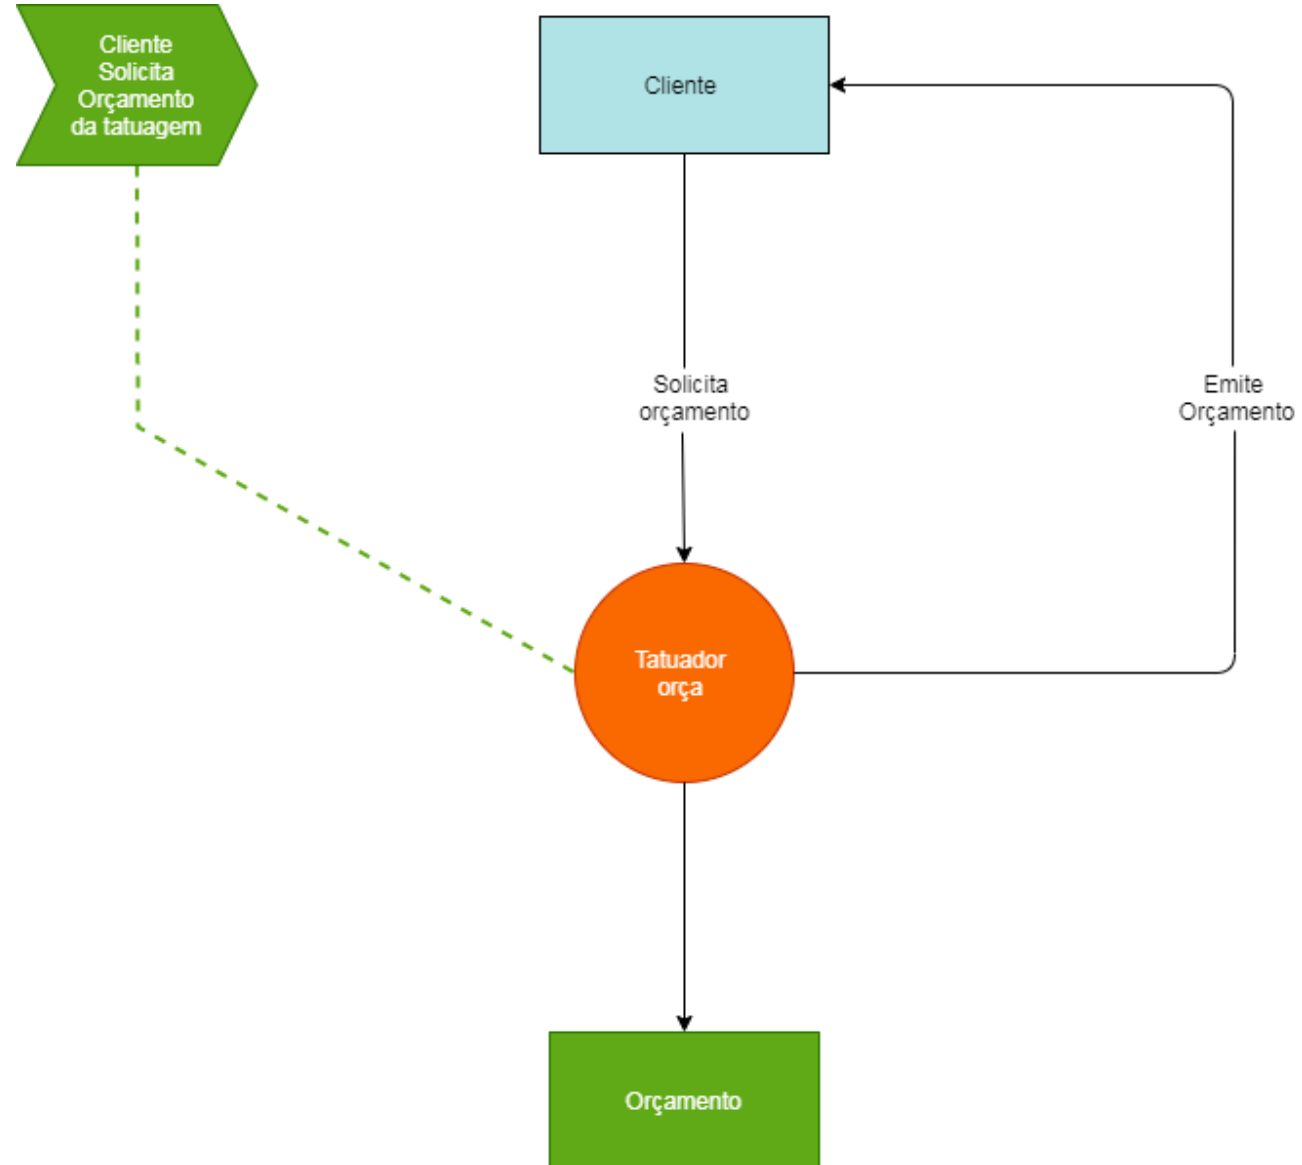 Cliente
Solicita
Orçamento
da tatuagem
Cliente
Solicita
orçamento
Emite
Orçamento
Tatuador
orça
Orçamento